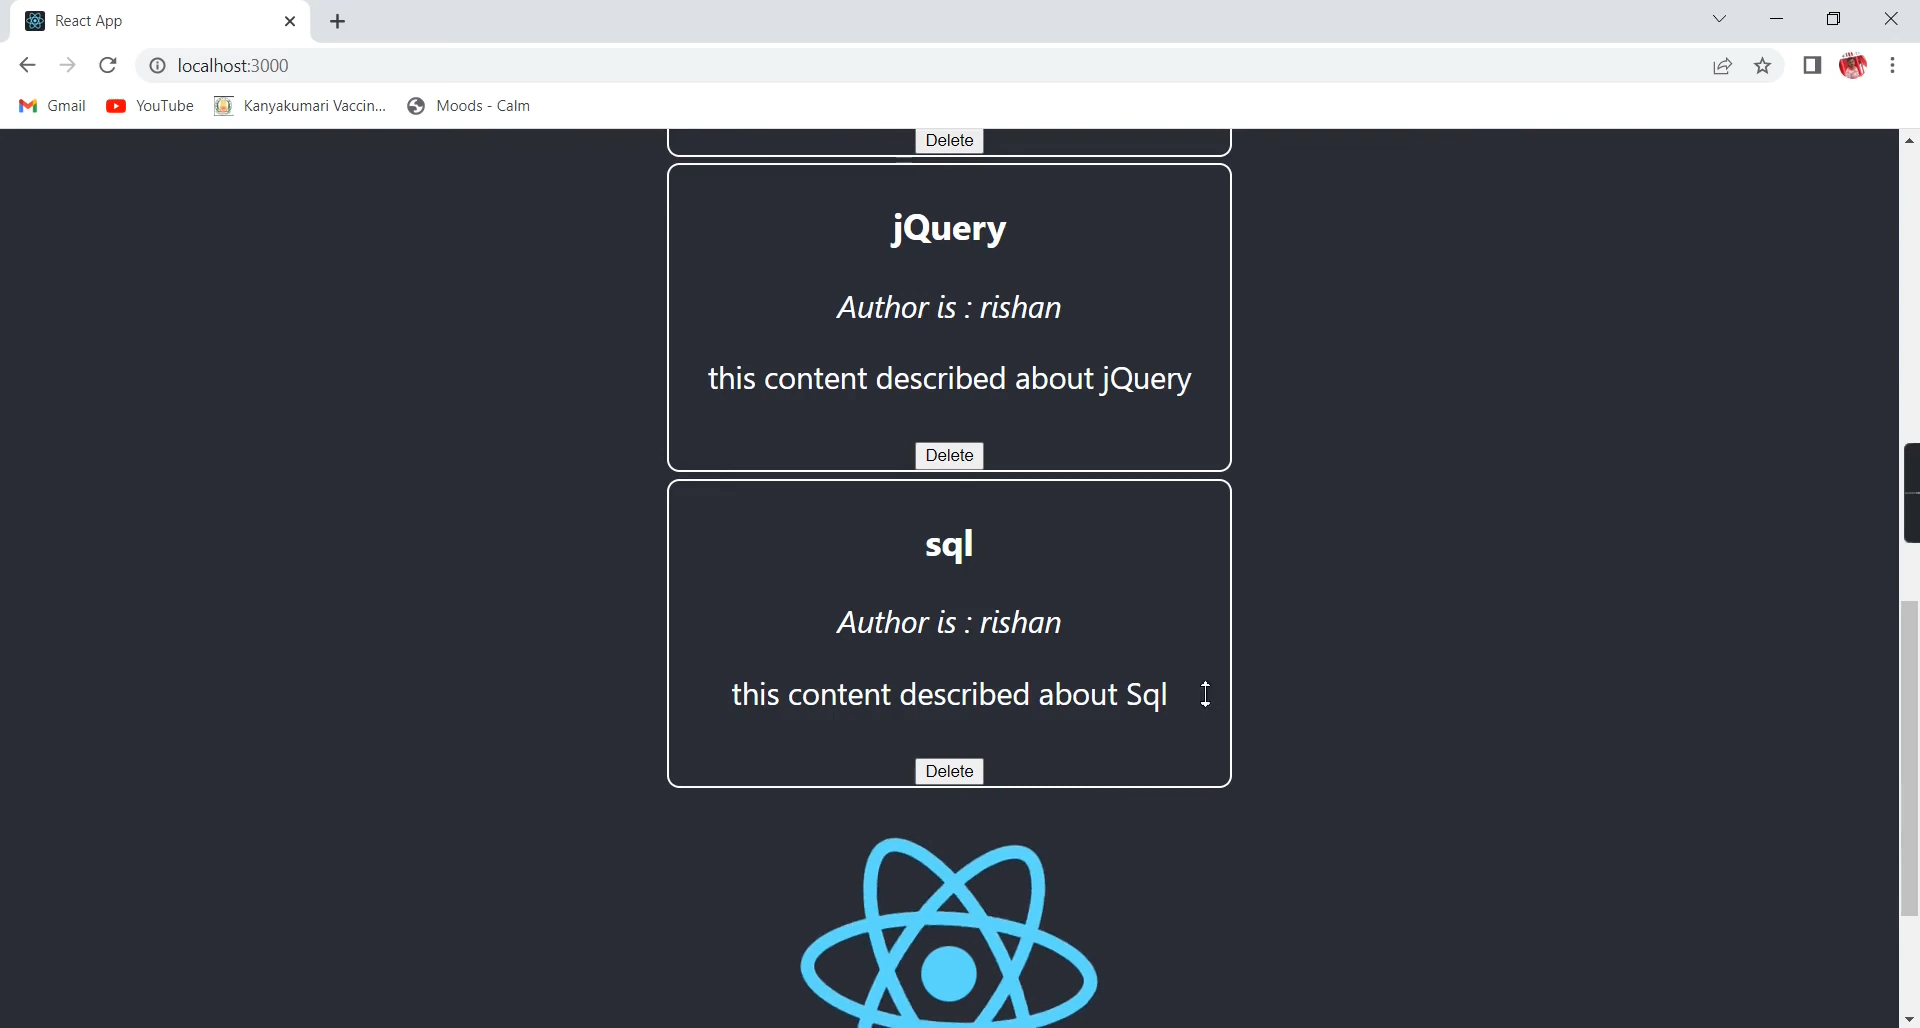 React App
localhost:3000
Gmail YouTube Kanyakumari Vaccin... Moods - Calm
Delete
jQuery
Author is : rishan
this content described about jQuery
Delete
sql
Author is : rishan
this content described about Sql
Delete